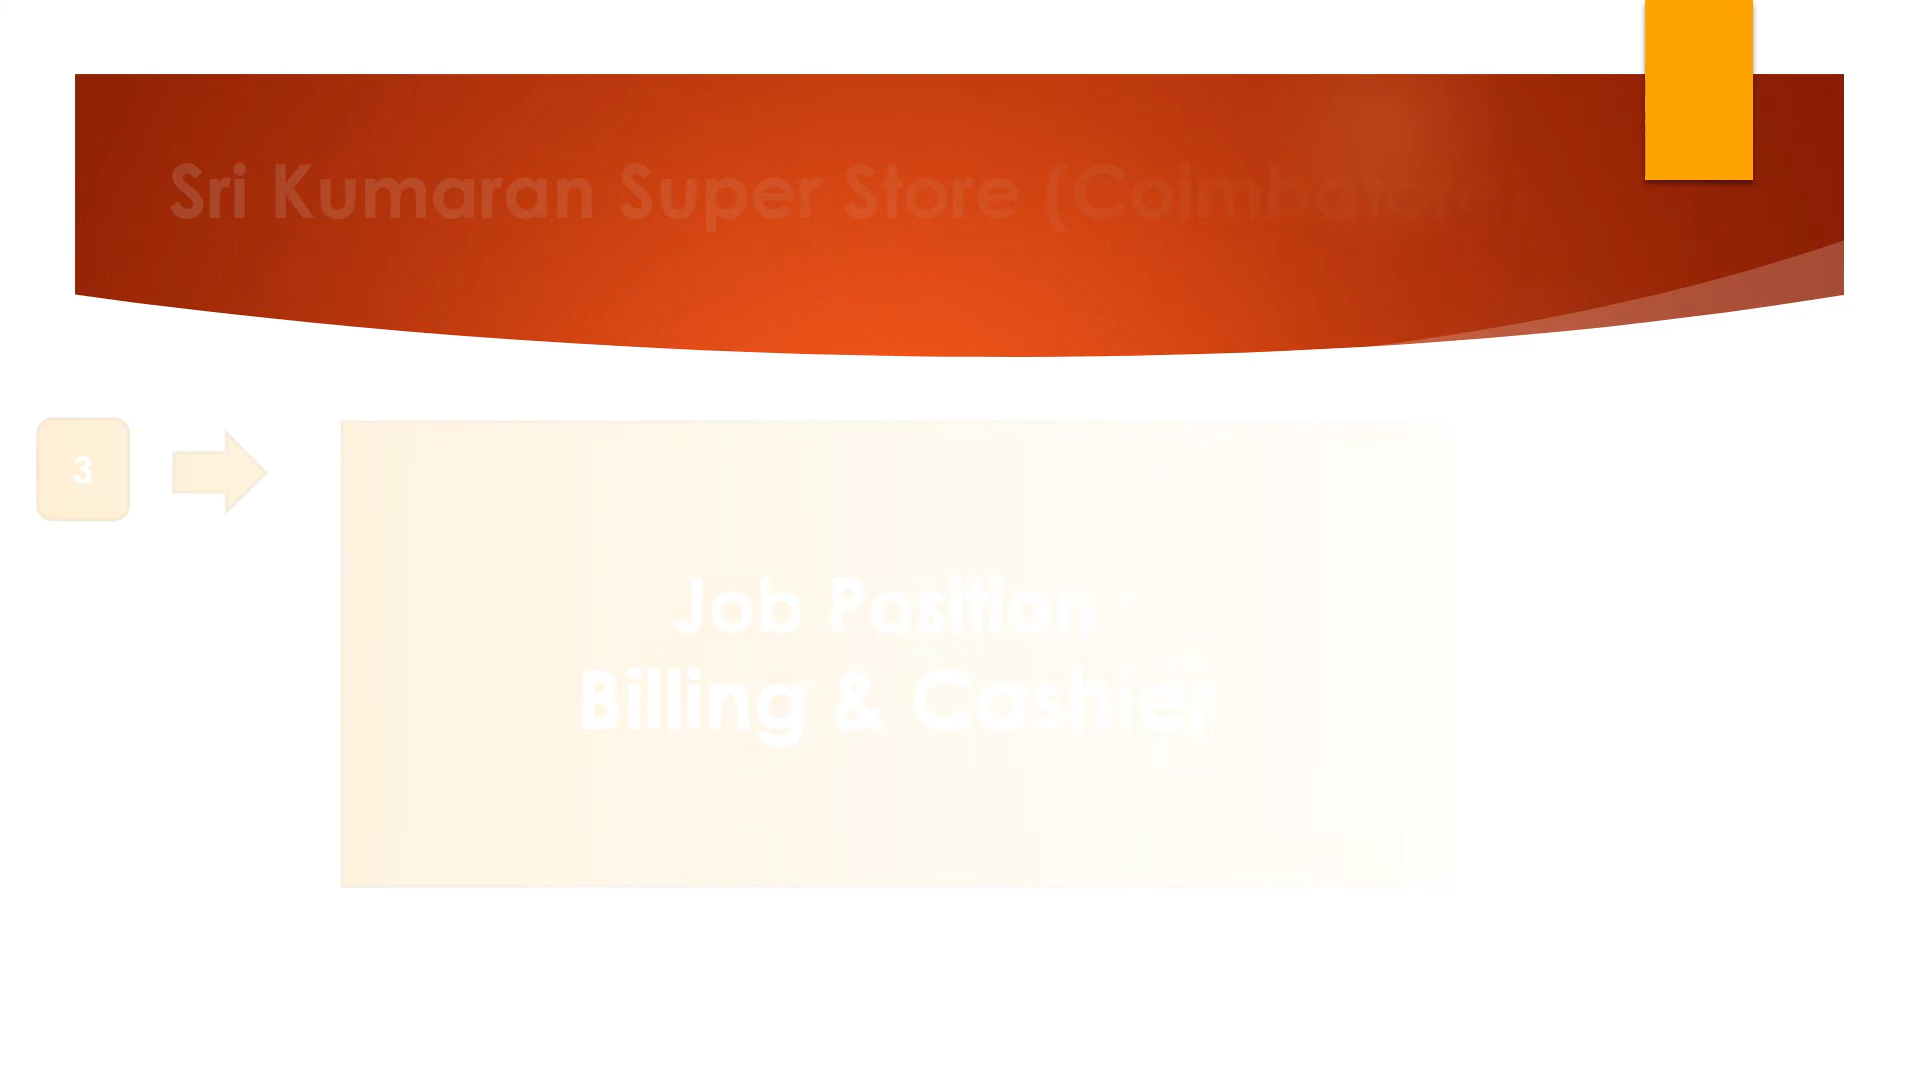 Sri Kumaran Super Store (Coimbatore)
3
Job Position :
Billing & Cashier